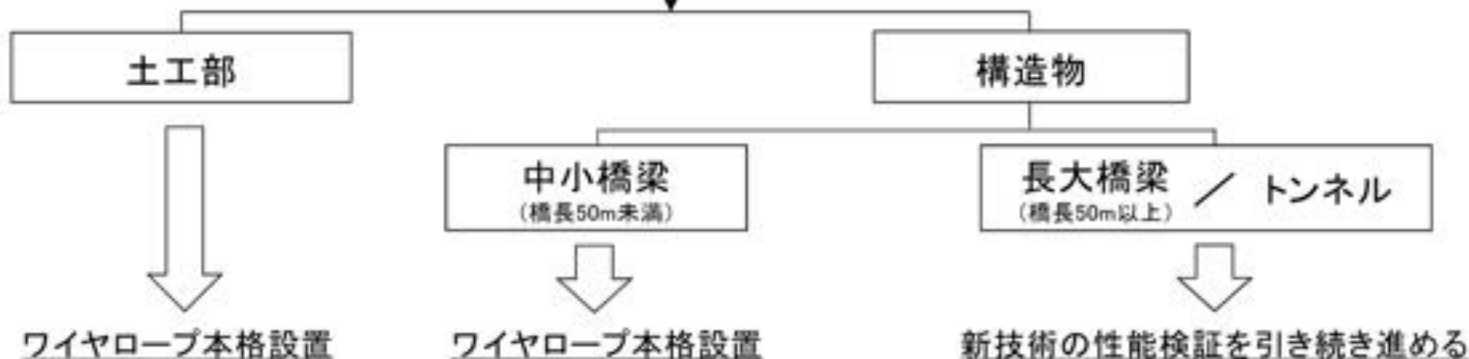 土工部
構造物
中小橋梁
(橋長50m未満)
長大橋梁
(橋長50m以上)
／ トンネル
ワイヤロープ本格設置
ワイヤロープ本格設置
新技術の性能検証を引き続き進める